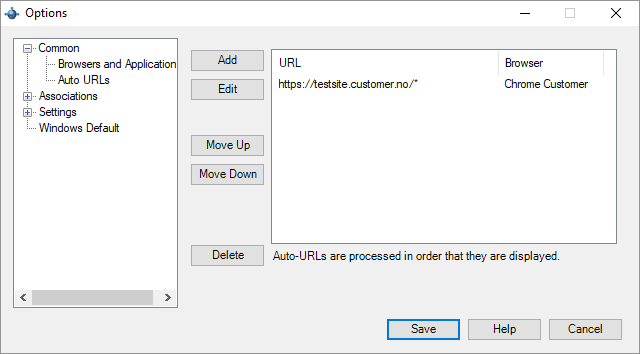 Options
Common
Browsers and Application
Auto URLs
Associations
Settings
Windows Default
Add
Edit
Move Up
Move Down
Delete
URL Browser
https://testsite.customer.no/* Chrome Customer
Auto-URLs are processed in order that they are displayed.
Save Help Cancel